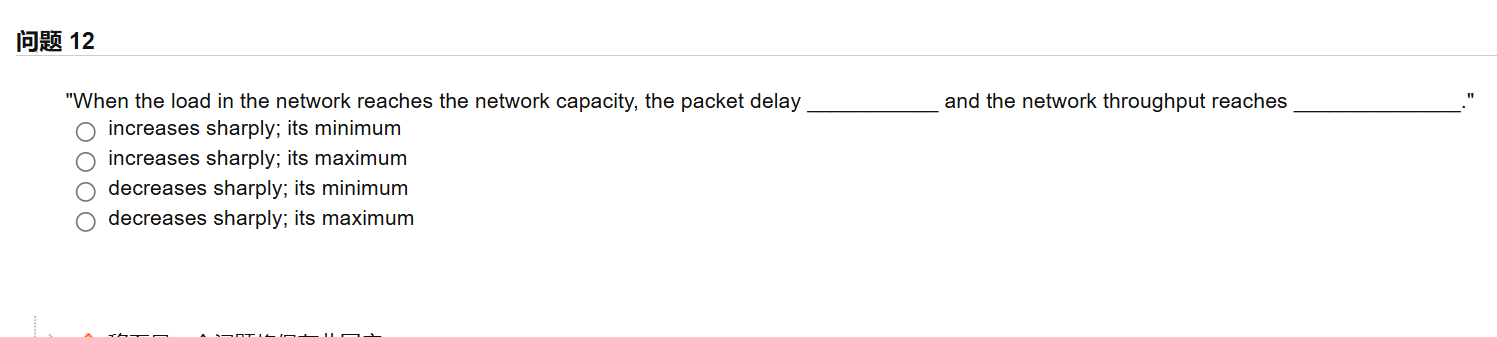 问题 12
"When the load in the network reaches the network capacity, the packet delay ____________ and the network throughput reaches _______________."
increases sharply; its minimum
increases sharply; its maximum
decreases sharply; its minimum
decreases sharply; its maximum